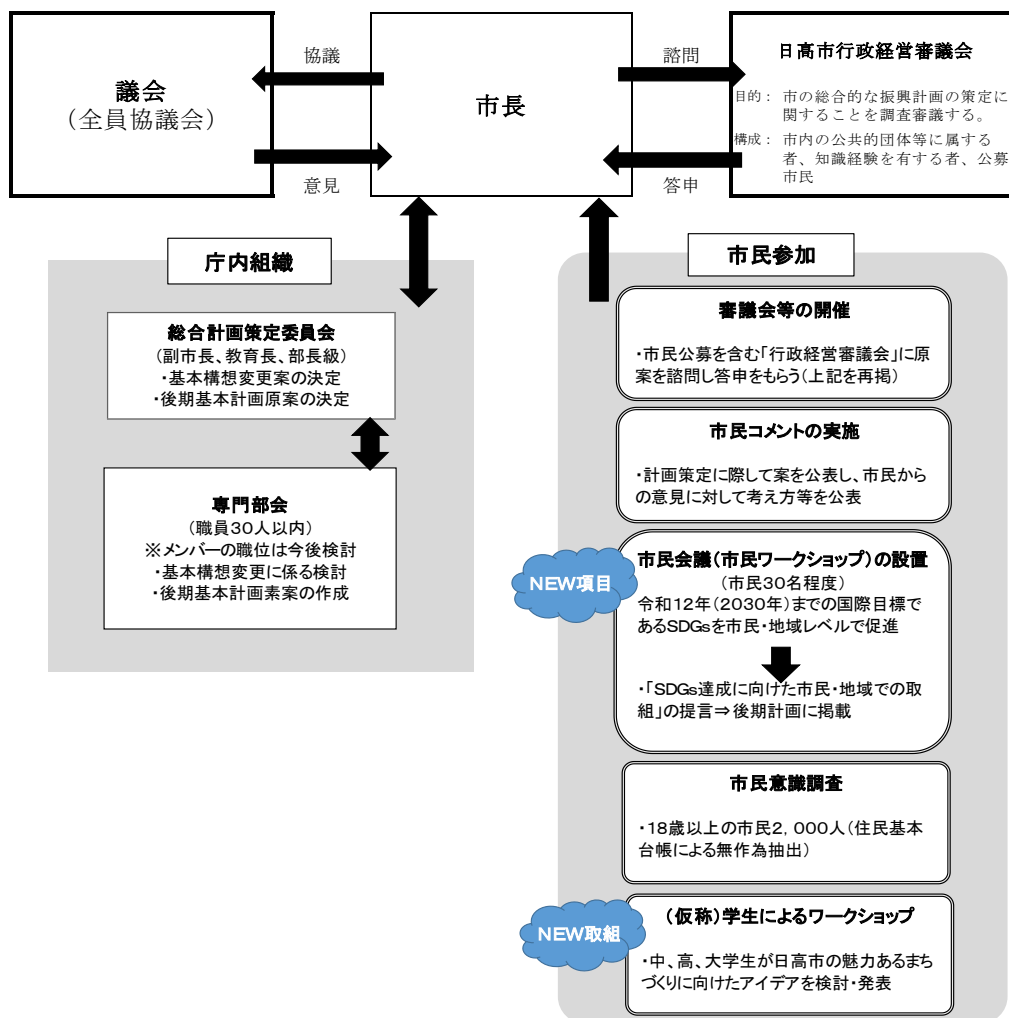 議会
（全員協議会）
協議
意見
市長
諮問
答申
日高市行政経営審議会
目的： 市の総合的な振興計画の策定に
関することを調査審議する。
構成： 市内の公共的団体等に属する
者、知識経験を有する者、公募
市民
庁内組織
総合計画策定委員会
(副市長、教育長、部長級)
・基本構想変更案の決定
・後期基本計画原案の決定
専門部会
(職員30人以内)
※メンバーの職位は今後検討
・基本構想変更に係る検討
・後期基本計画素案の作成
市民参加
審議会等の開催
・市民公募を含む「行政経営審議会」に原
案を諮問し答申をもらう(上記を再掲)
市民コメントの実施
・計画策定に際して案を公表し、市民から
の意見に対して考え方等を公表
NEW項目
市民会議(市民ワークショップ)の設置
(市民30名程度)
令和12年(2030年)までの国際目標で
あるSDGsを市民・地域レベルで促進
・「SDGs達成に向けた市民・地域での取
組」の提言⇒後期計画に掲載
市民意識調査
・18歳以上の市民2，000人(住民基本
台帳による無作為抽出)
NEW取組
(仮称)学生によるワークショップ
・中、高、大学生が日高市の魅力あるまち
づくりに向けたアイデアを検討・発表